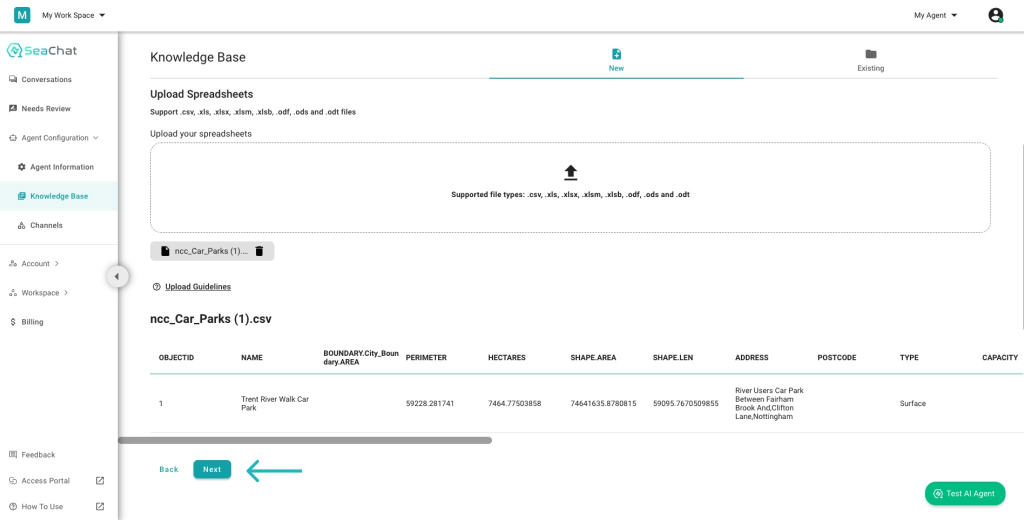 M My Work Space
My Agent
SeaChat
Conversations
Needs Review
Agent Configuration
Agent Information
Knowledge Base
Channels
Account
Workspace
Billing
Feedback
Access Portal
How To Use
Knowledge Base
New
Existing
Upload Spreadsheets
Support .csv, .xls, .xlsx, .xlsm, .xlsb, .odf, .ods and .odt files
Upload your spreadsheets
Supported file types: .csv, .xls, .xlsx, .xlsm, .xlsb, .odf, .ods and .odt
ncc_Car_Parks (1)....
Upload Guidelines
ncc_Car_Parks (1).csv
OBJECTID
NAME
BOUNDARY.City_Boun
dary.AREA
PERIMETER
HECTARES
SHAPE.AREA
SHAPE.LEN
ADDRESS
POSTCODE
TYPE
CAPACITY
1
Trent River Walk Car
Park
59228.281741
7464.77503858
74641635.8780815
59095.7670509855
River Users Car Park
Between Fairham
Brook And,Clifton
Lane,Nottingham
Surface
Back
Next
Test AI Agent